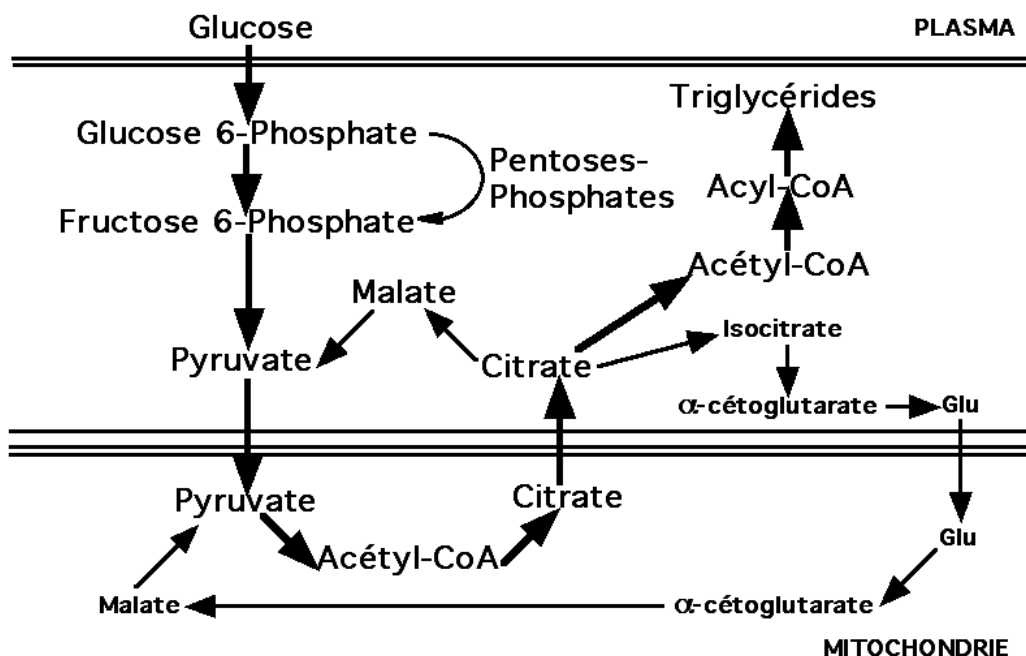 Glucose
PLASMA
Triglycérides
Glucose 6-Phosphate
Pentoses-
Phosphates
Acyl-CoA
Fructose 6-Phosphate
Acétyl-CoA
Malate
Isocitrate
Pyruvate
Citrate
α-cétoglutarate
Glu
Pyruvate
Citrate
Acétyl-CoA
Glu
Malate
α-cétoglutarate
MITOCHONDRIE